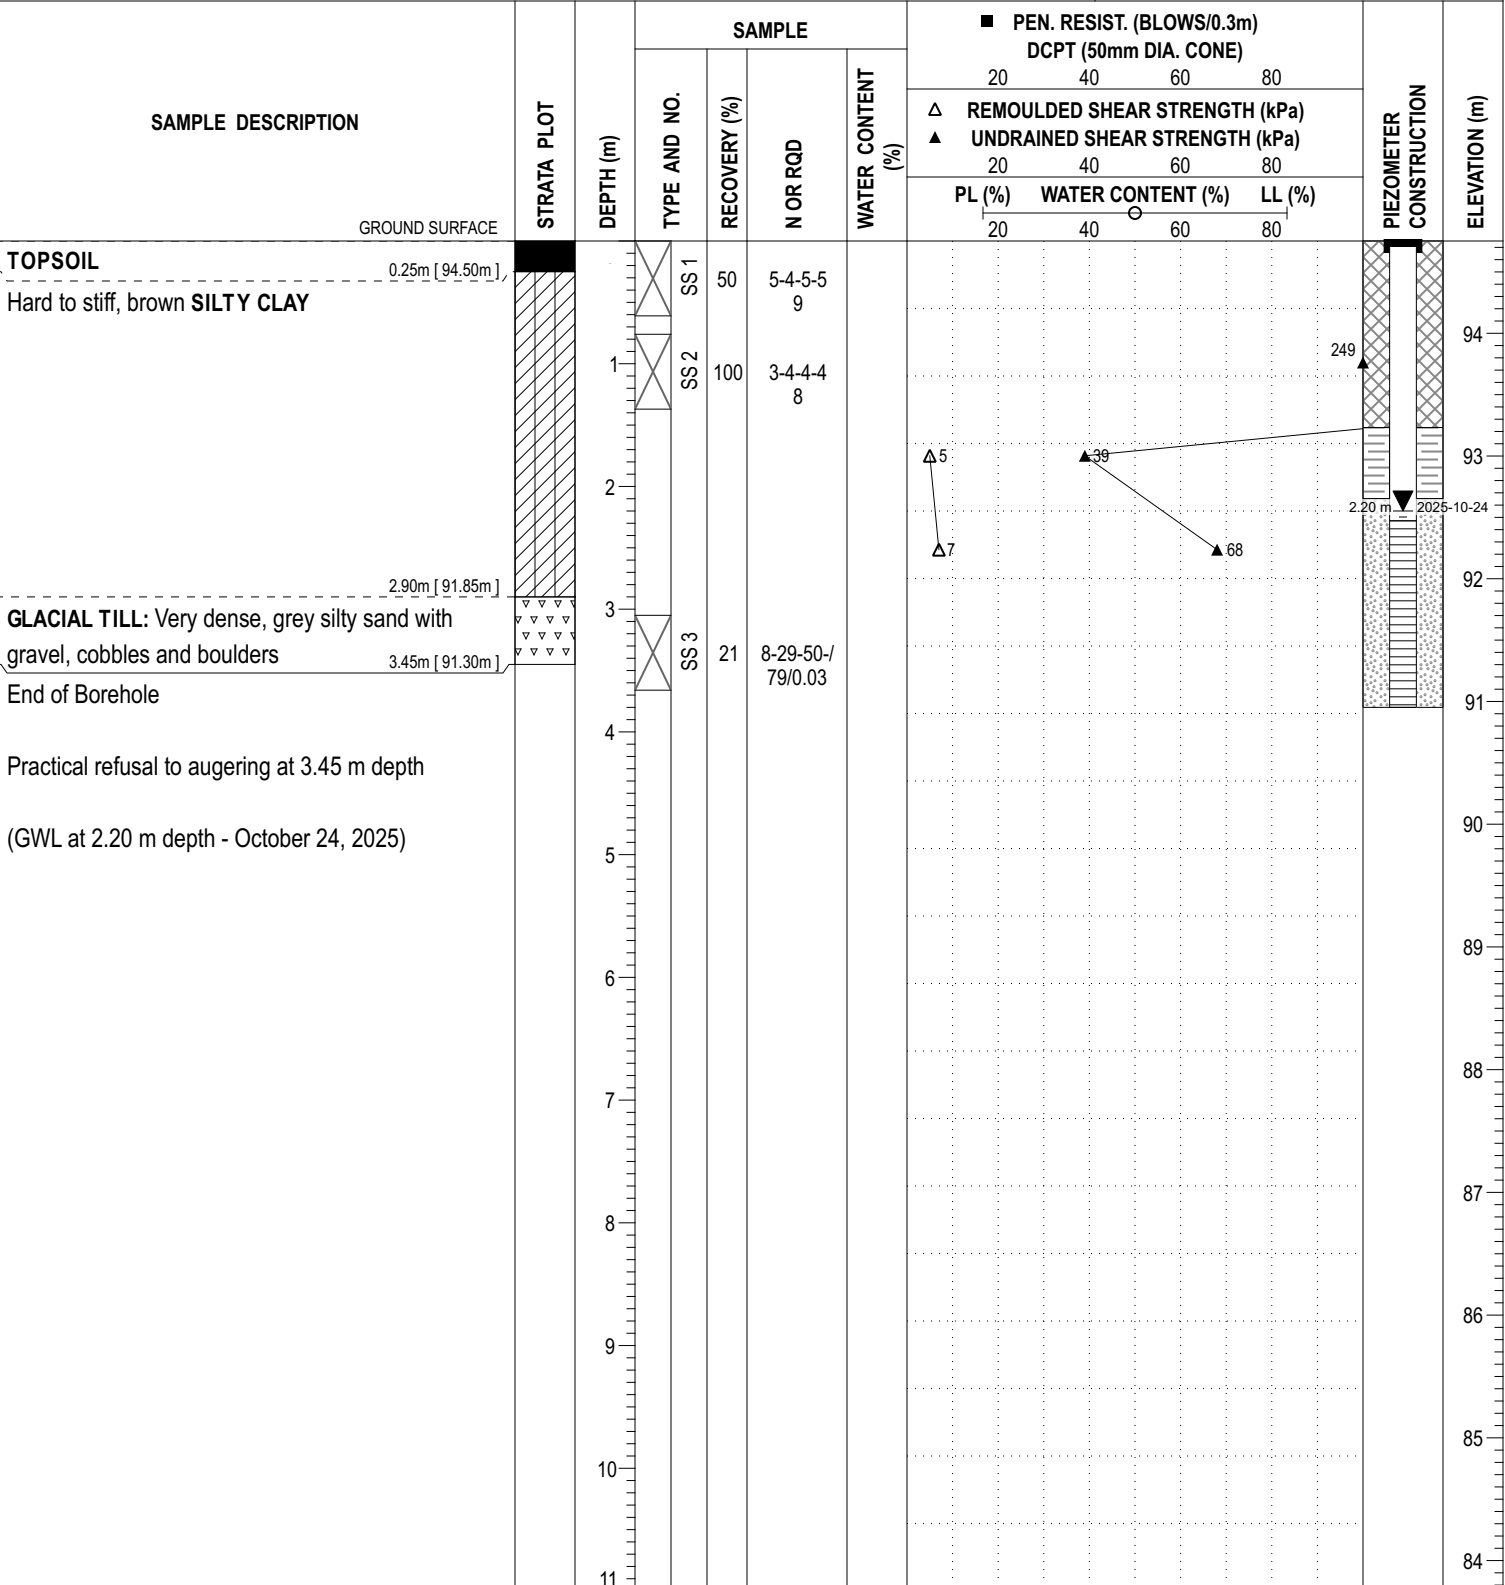 SAMPLE DESCRIPTION
GROUND SURFACE
STRATA PLOT
DEPTH (m)
SAMPLE
TYPE AND NO.
RECOVERY (%)
N OR RQD
WATER CONTENT
(%)
■ PEN. RESIST. (BLOWS/0.3m)
DCPT (50mm DIA. CONE)
20 40 60 80
△ REMOULDED SHEAR STRENGTH (kPa)
▲ UNDRAINED SHEAR STRENGTH (kPa)
20 40 60 80
PL (%) WATER CONTENT (%) LL (%)
20 40 60 80
PIEZOMETER
CONSTRUCTION
ELEVATION (m)
TOPSOIL
0.25m [ 94.50m ]
Hard to stiff, brown SILTY CLAY
2.90m [ 91.85m ]
GLACIAL TILL: Very dense, grey silty sand with
gravel, cobbles and boulders
3.45m [ 91.30m ]
End of Borehole
Practical refusal to augering at 3.45 m depth
(GWL at 2.20 m depth - October 24, 2025)
1
2
3
4
5
6
7
8
9
10
11
SS 1
50
5-4-5-5
9
SS 2
100
3-4-4-4
8
SS 3
21
8-29-50-/
79/0.03
249
5
39
7
68
2.20 m
2025-10-24
94
93
92
91
90
89
88
87
86
85
84